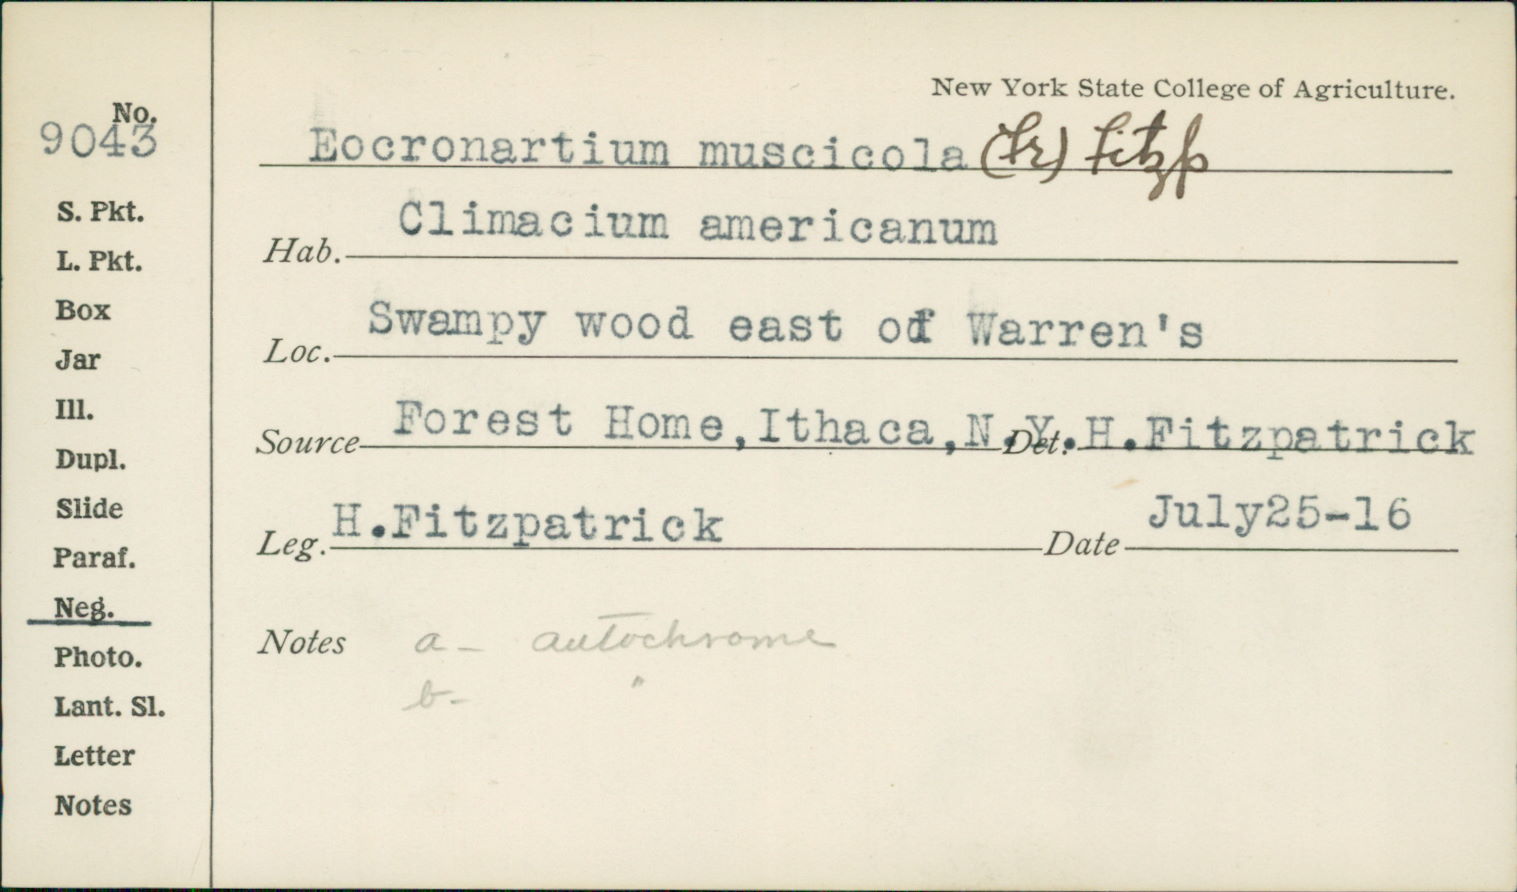 New York State College of Agriculture.
No.
9043
Eocronartium muscicola (Fr) Fitzp
S. Pkt.
Hab. Climacium americanum
L. Pkt.
Box
Loc. Swampy wood east of Warren's
Jar
Ill.
Source Forest Home, Ithaca, N.Y. Det. H. Fitzpatrick
Dupl.
Slide
Leg. H. Fitzpatrick Date July 25-16
Paraf.
Neg.
Notes a - autochrome
Photo.
b - "
Lant. Sl.
Letter
Notes